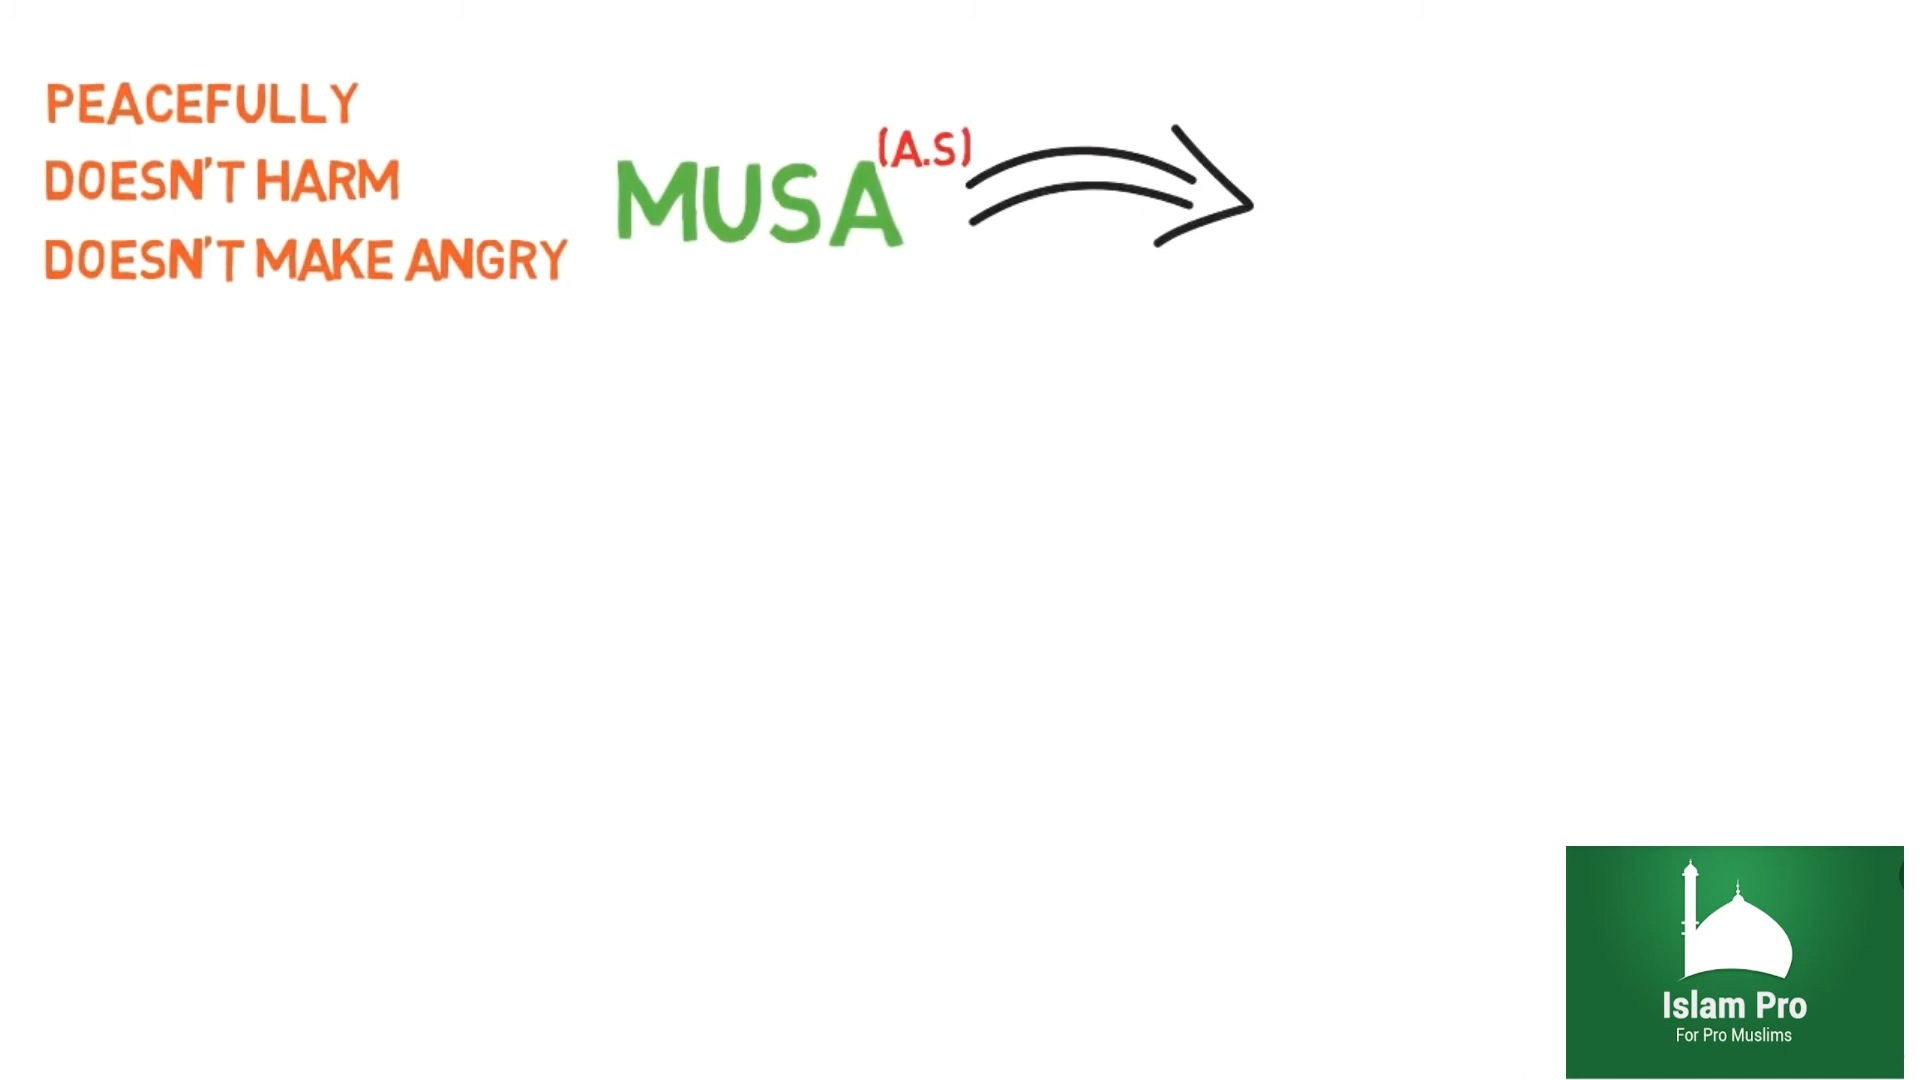 PEACEFULLY
DOESN'T HARM
DOESN'T MAKE ANGRY
MUSA (A.S)
Islam Pro
For Pro Muslims